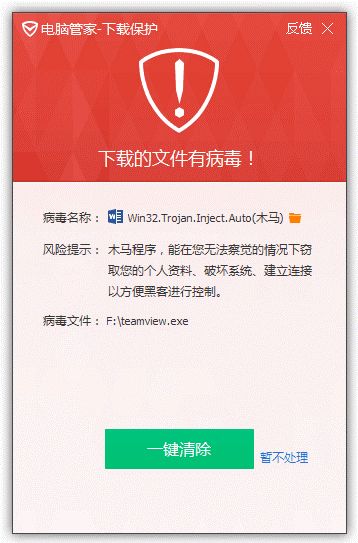 电脑管家-下载保护 反馈
下载的文件有病毒！
病毒名称： Win32.Trojan.Inject.Auto(木马)
风险提示： 木马程序，能在您无法察觉的情况下窃
取您的个人资料、破坏系统、建立连接
以方便黑客进行控制。
病毒文件： F:\teamview.exe
一键清除 暂不处理